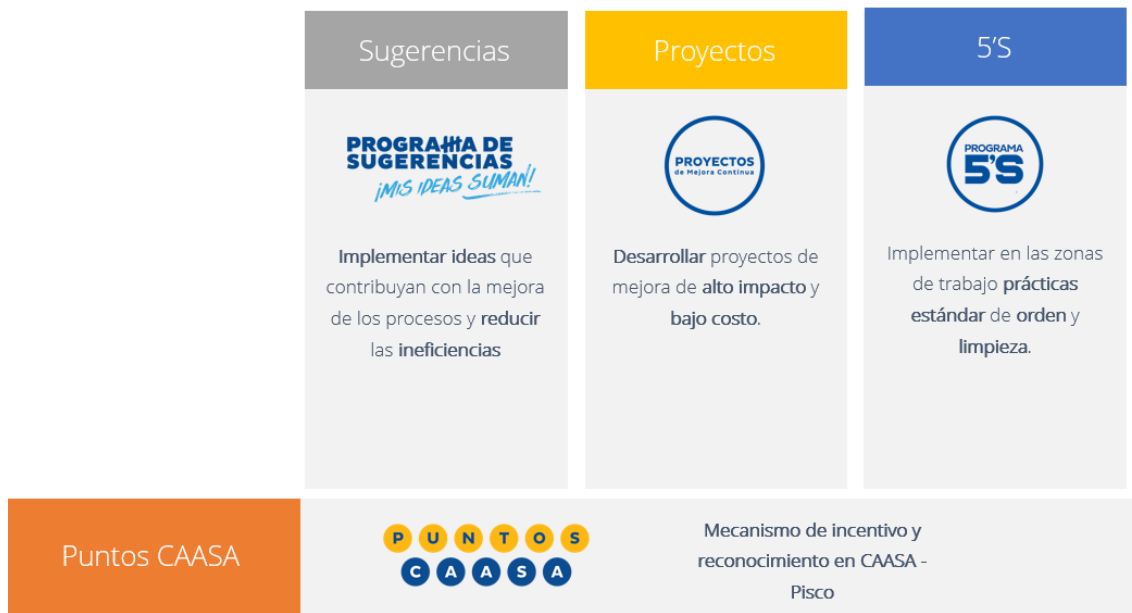 Sugerencias
PROGRAMA DE
SUGERENCIAS
¡MIS IDEAS SUMAN!
Implementar ideas que
contribuyan con la mejora
de los procesos y reducir
las ineficiencias
Proyectos
PROYECTOS
de Mejora Continua
Desarrollar proyectos de
mejora de alto impacto y
bajo costo.
5'S
PROGRAMA
5'S
Implementar en las zonas
de trabajo prácticas
estándar de orden y
limpieza.
Puntos CAASA
PUNTOS
CAASA
Mecanismo de incentivo y
reconocimiento en CAASA -
Pisco